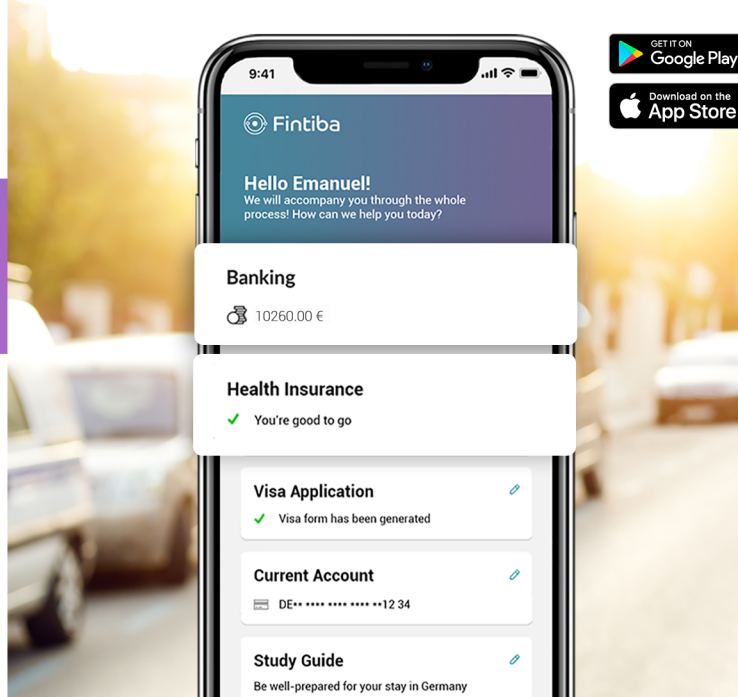 9:41
GET IT ON
Google Play
Download on the
App Store
Fintiba
Hello Emanuel!
We will accompany you through the whole
process! How can we help you today?
Banking
10260.00 €
Health Insurance
You're good to go
Visa Application
Visa form has been generated
Current Account
DE•• •••• •••• •••• ••12 34
Study Guide
Be well-prepared for your stay in Germany